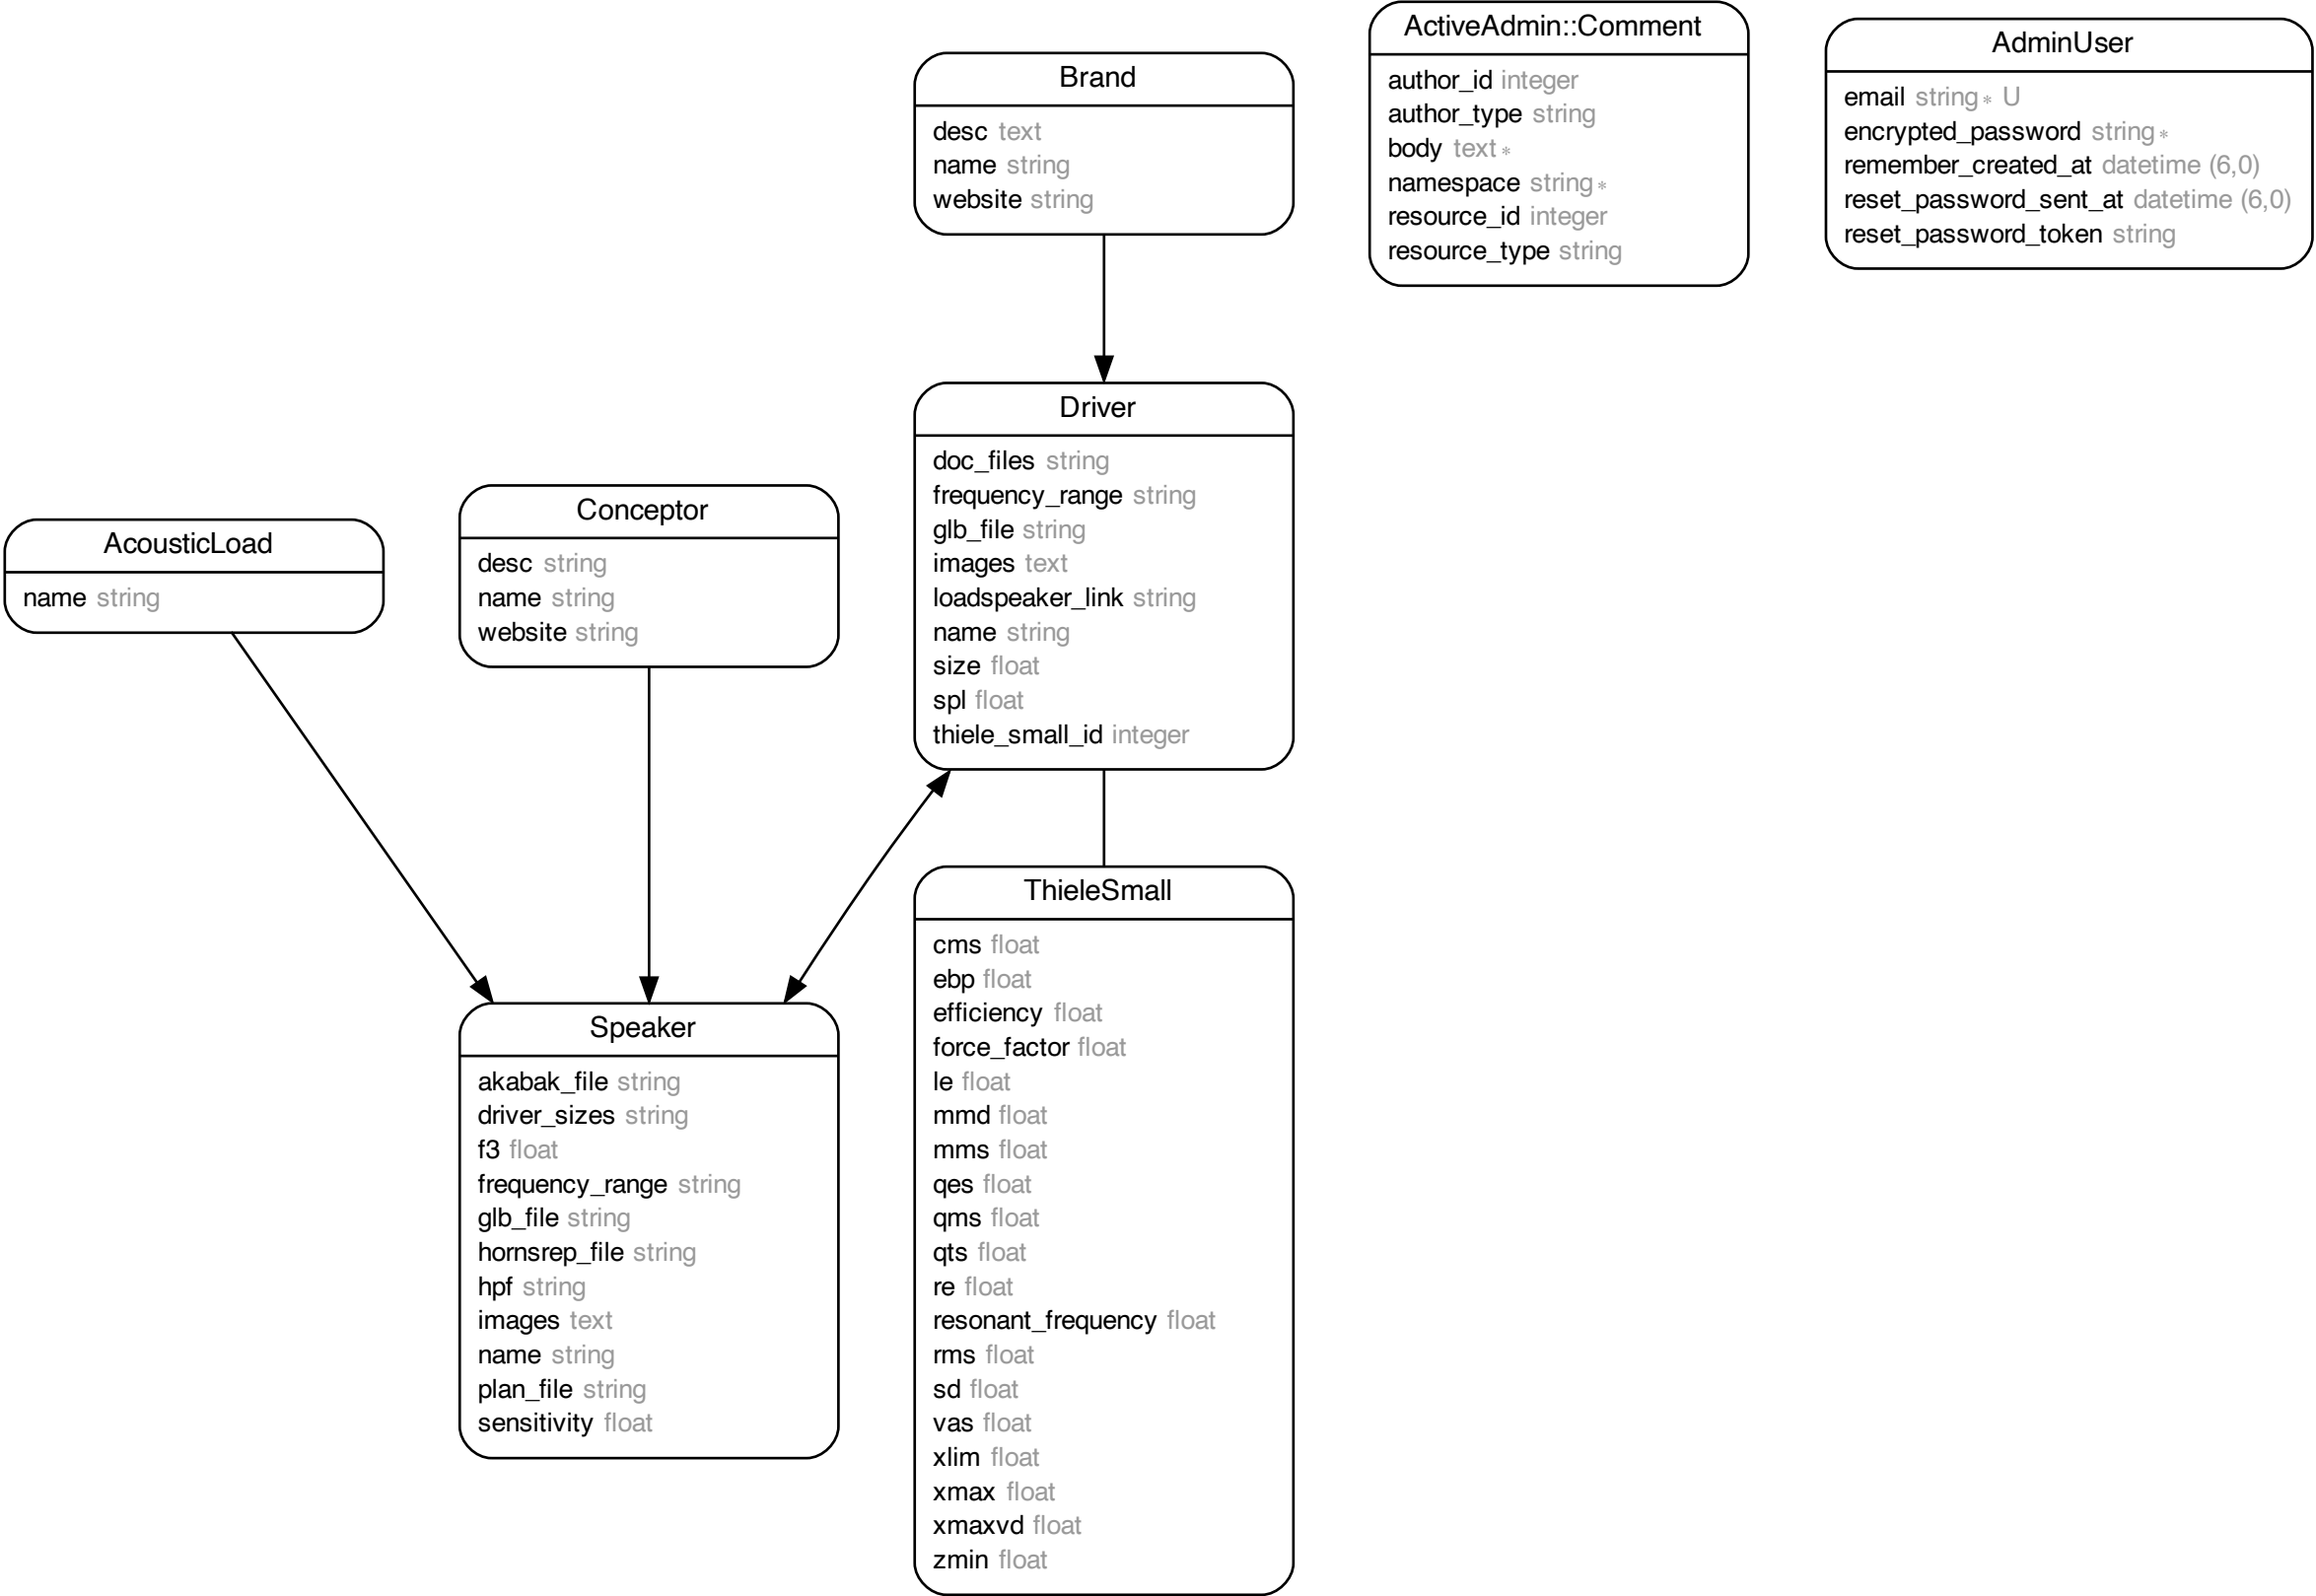 ActiveAdmin::Comment
author_id integer
author_type string
body text ∗
namespace string ∗
resource_id integer
resource_type string
AdminUser
email string ∗ U
encrypted_password string ∗
remember_created_at datetime (6,0)
reset_password_sent_at datetime (6,0)
reset_password_token string
Brand
desc text
name string
website string
Driver
doc_files string
frequency_range string
glb_file string
images text
loadspeaker_link string
name string
size float
spl float
thiele_small_id integer
Conceptor
desc string
name string
website string
AcousticLoad
name string
ThieleSmall
cms float
ebp float
efficiency float
force_factor float
le float
mmd float
mms float
qes float
qms float
qts float
re float
resonant_frequency float
rms float
sd float
vas float
xlim float
xmax float
xmaxvd float
zmin float
Speaker
akabak_file string
driver_sizes string
f3 float
frequency_range string
glb_file string
hornsrep_file string
hpf string
images text
name string
plan_file string
sensitivity float